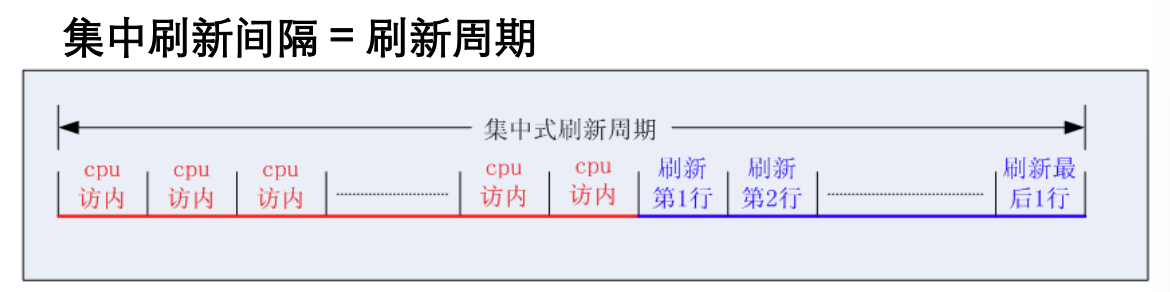 集中刷新间隔 = 刷新周期
集中式刷新周期
cpu 访内
cpu 访内
cpu 访内
cpu 访内
cpu 访内
刷新 第1行
刷新 第2行
刷新最 后1行